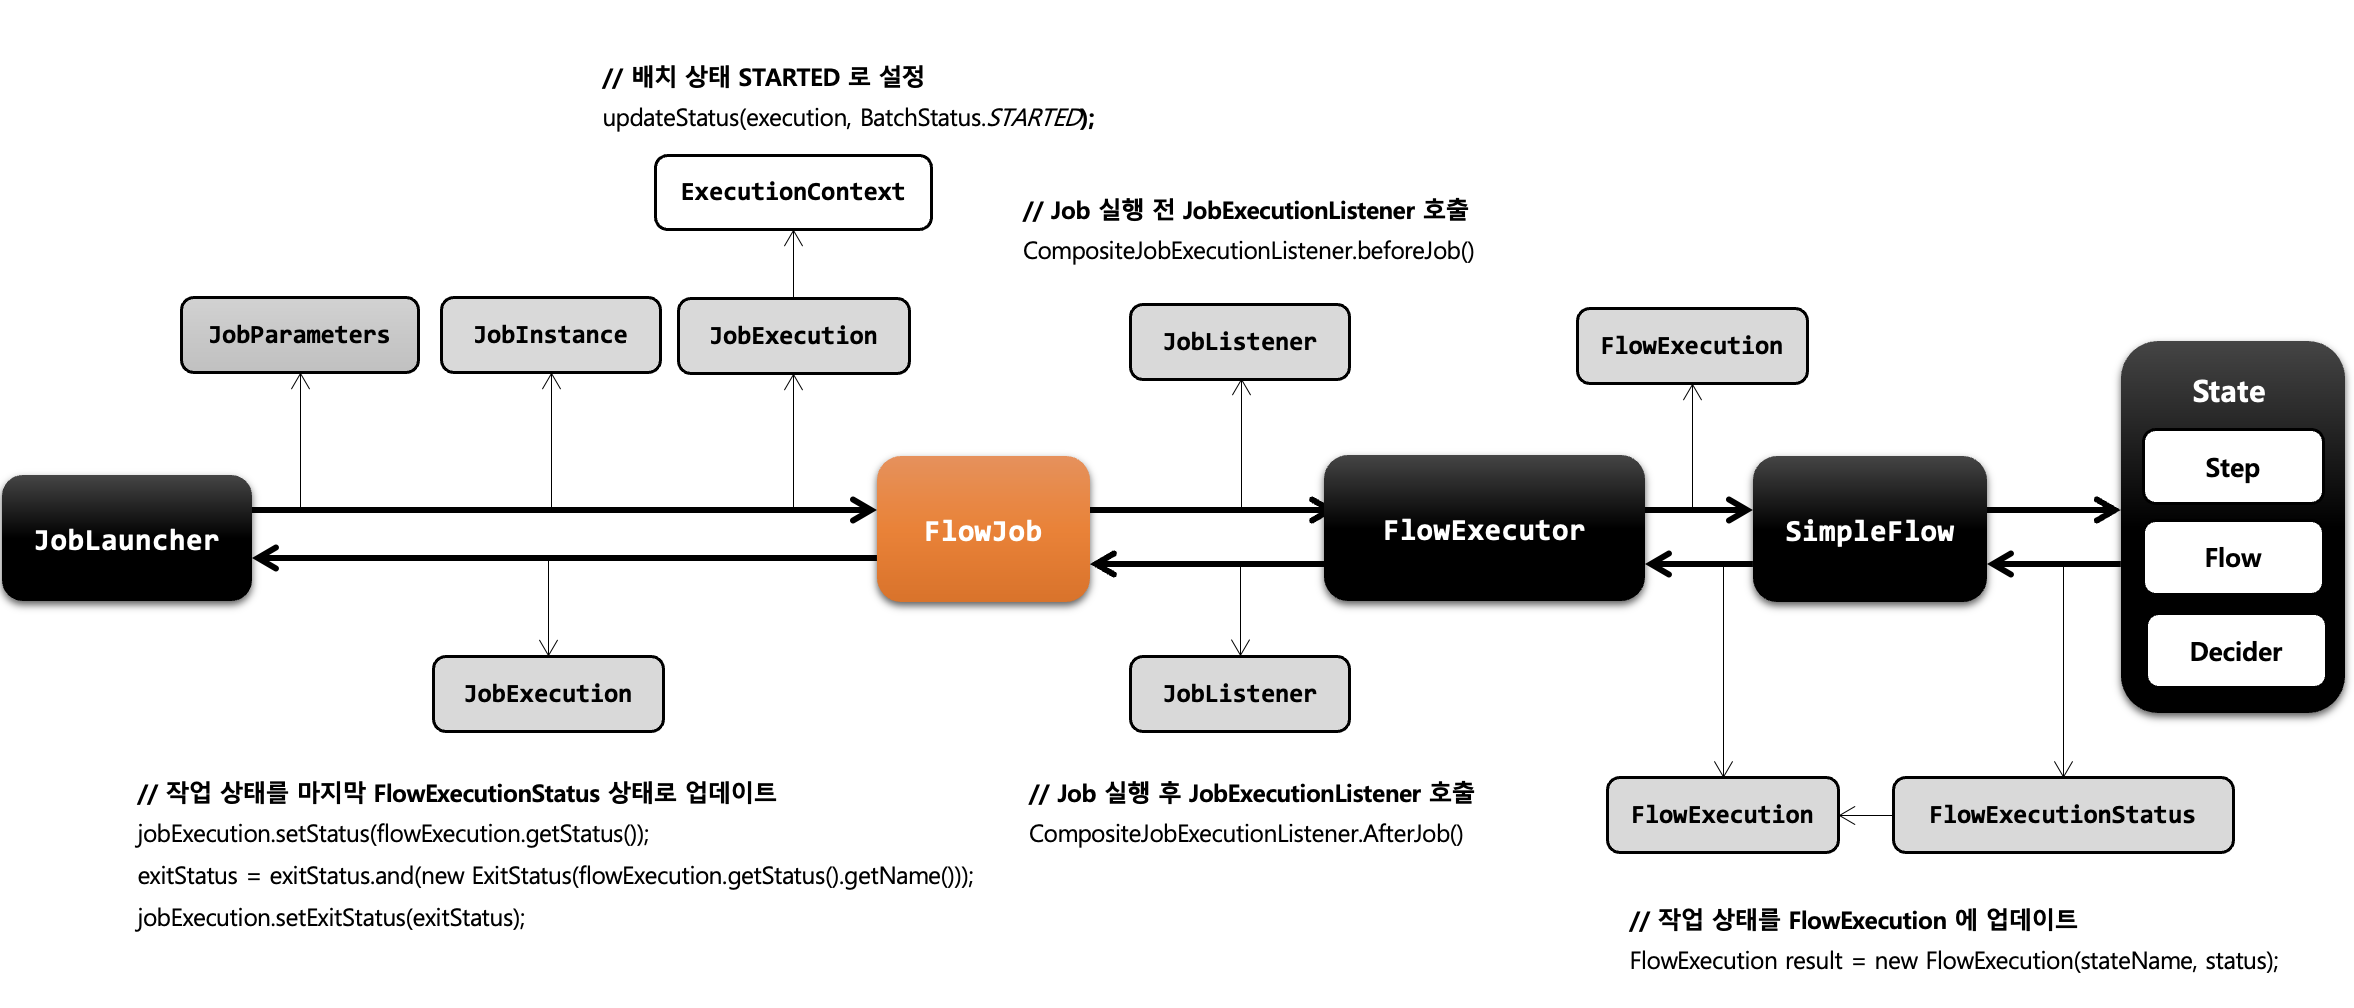 // 배치 상태 STARTED 로 설정
updateStatus(execution, BatchStatus.STARTED);
ExecutionContext
// Job 실행 전 JobExecutionListener 호출
CompositeJobExecutionListener.beforeJob()
JobParameters
JobInstance
JobExecution
JobListener
FlowExecution
State
Step
Flow
Decider
JobLauncher
FlowJob
FlowExecutor
SimpleFlow
JobExecution
JobListener
FlowExecution
FlowExecutionStatus
// 작업 상태를 마지막 FlowExecutionStatus 상태로 업데이트
jobExecution.setStatus(flowExecution.getStatus());
exitStatus = exitStatus.and(new ExitStatus(flowExecution.getStatus().getName()));
jobExecution.setExitStatus(exitStatus);
// Job 실행 후 JobExecutionListener 호출
CompositeJobExecutionListener.AfterJob()
// 작업 상태를 FlowExecution 에 업데이트
FlowExecution result = new FlowExecution(stateName, status);